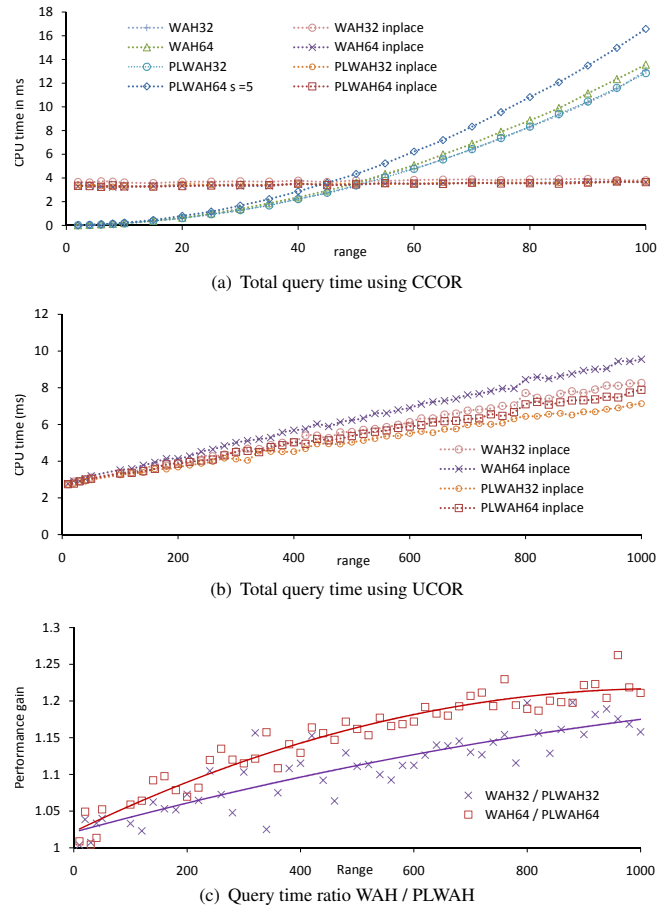 CPU time in ms
18
16
14
12
10
8
6
4
2
0
WAH32
WAH64
PLWAH32
PLWAH64 s =5
WAH32 inplace
WAH64 inplace
PLWAH32 inplace
PLWAH64 inplace
0 20 40 60 80 100
range
(a) Total query time using CCOR
CPU time (ms)
12
10
8
6
4
2
0
WAH32 inplace
WAH64 inplace
PLWAH32 inplace
PLWAH64 inplace
0 200 400 600 800 1000
range
(b) Total query time using UCOR
Performance gain
1.3
1.25
1.2
1.15
1.1
1.05
1
WAH32 / PLWAH32
WAH64 / PLWAH64
0 200 400 600 800 1000
Range
(c) Query time ratio WAH / PLWAH